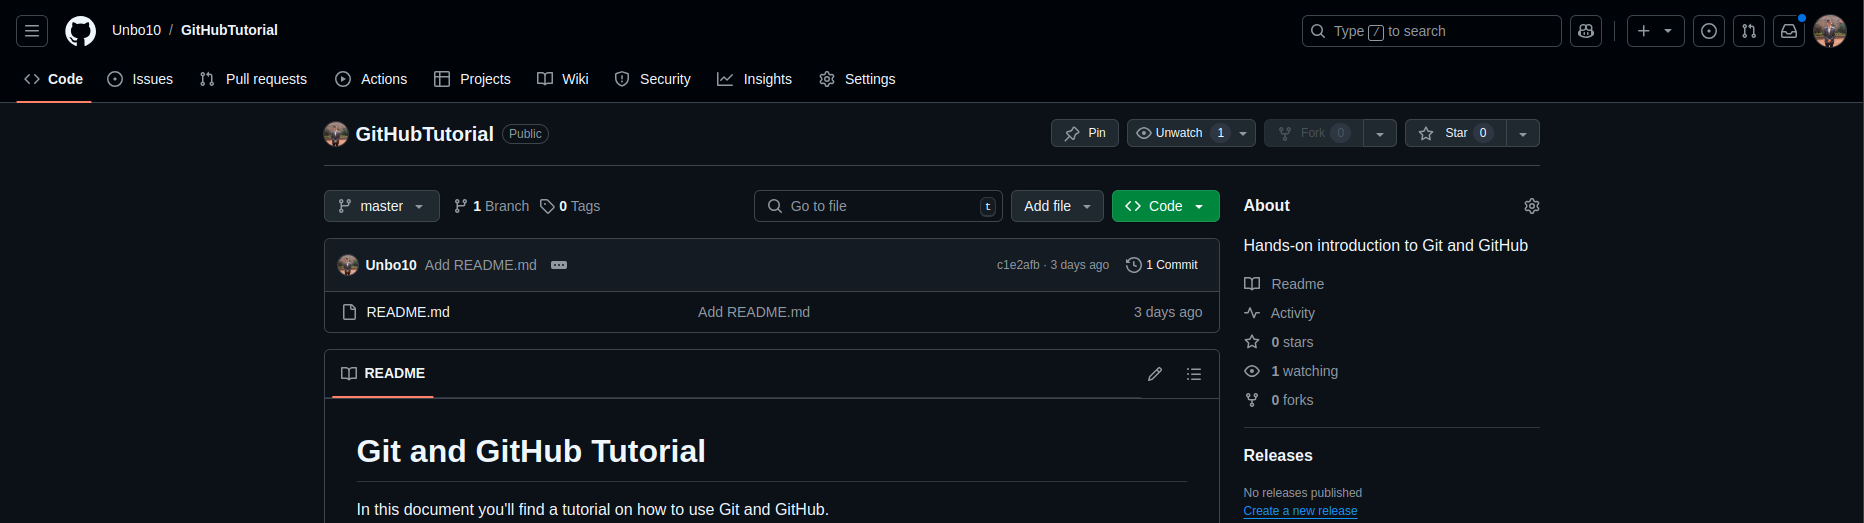 Unbo10 / GitHubTutorial
Type / to search
Code Issues Pull requests Actions Projects Wiki Security Insights Settings
GitHubTutorial Public
Pin Unwatch 1 Fork 0 Star 0
master 1 Branch 0 Tags Go to file t Add file Code
Unbo10 Add README.md c1e2afb · 3 days ago 1 Commit
README.md Add README.md 3 days ago
README
Git and GitHub Tutorial
In this document you'll find a tutorial on how to use Git and GitHub.
About
Hands-on introduction to Git and GitHub
Readme
Activity
0 stars
1 watching
0 forks
Releases
No releases published
Create a new release